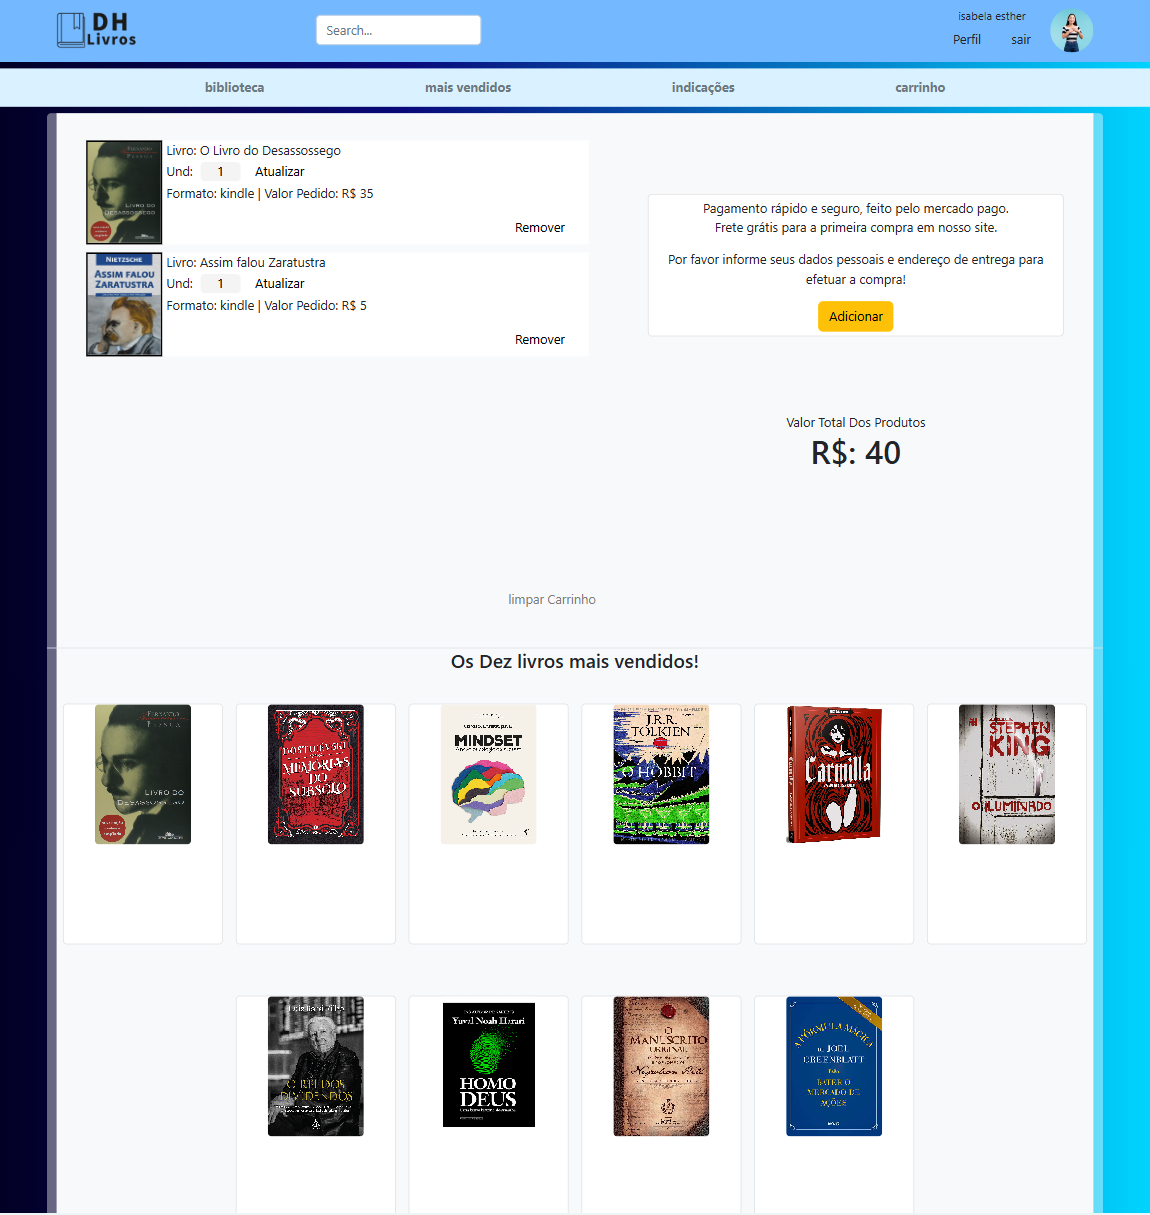 DH
Livros
Search...
isabela esther
Perfil
sair
biblioteca
mais vendidos
indicações
carrinho
FERNANDO
PESSOA
LIVRO DO
DESASSOSSEGO
Livro: O Livro do Desassossego
Und: 1 Atualizar
Formato: kindle | Valor Pedido: R$ 35
Remover
NIETZSCHE
ASSIM FALOU
ZARATUSTRA
Livro: Assim falou Zaratustra
Und: 1 Atualizar
Formato: kindle | Valor Pedido: R$ 5
Remover
Pagamento rápido e seguro, feito pelo mercado pago.
Frete grátis para a primeira compra em nosso site.
Por favor informe seus dados pessoais e endereço de entrega para
efetuar a compra!
Adicionar
Valor Total Dos Produtos
R$: 40
limpar Carrinho
Os Dez livros mais vendidos!
FERNANDO
PESSOA
LIVRO DO
DESASSOSSEGO
DOSTOIÉVSKI
MEMÓRIAS
DO
SUBSOLO
MINDSET
J.R.R.
TOLKIEN
O HOBBIT
Carmilla
STEPHEN
KING
O ILUMINADO
O REI DOS
DIVIDENDOS
Yuval Noah Harari
HOMO
DEUS
O
MANUSCRITO
ORIGINAL
Napoleon Hill
A FÓRMULA MÁGICA
DE JOEL
GREENBLATT
PARA
BATER O
MERCADO DE
AÇÕES